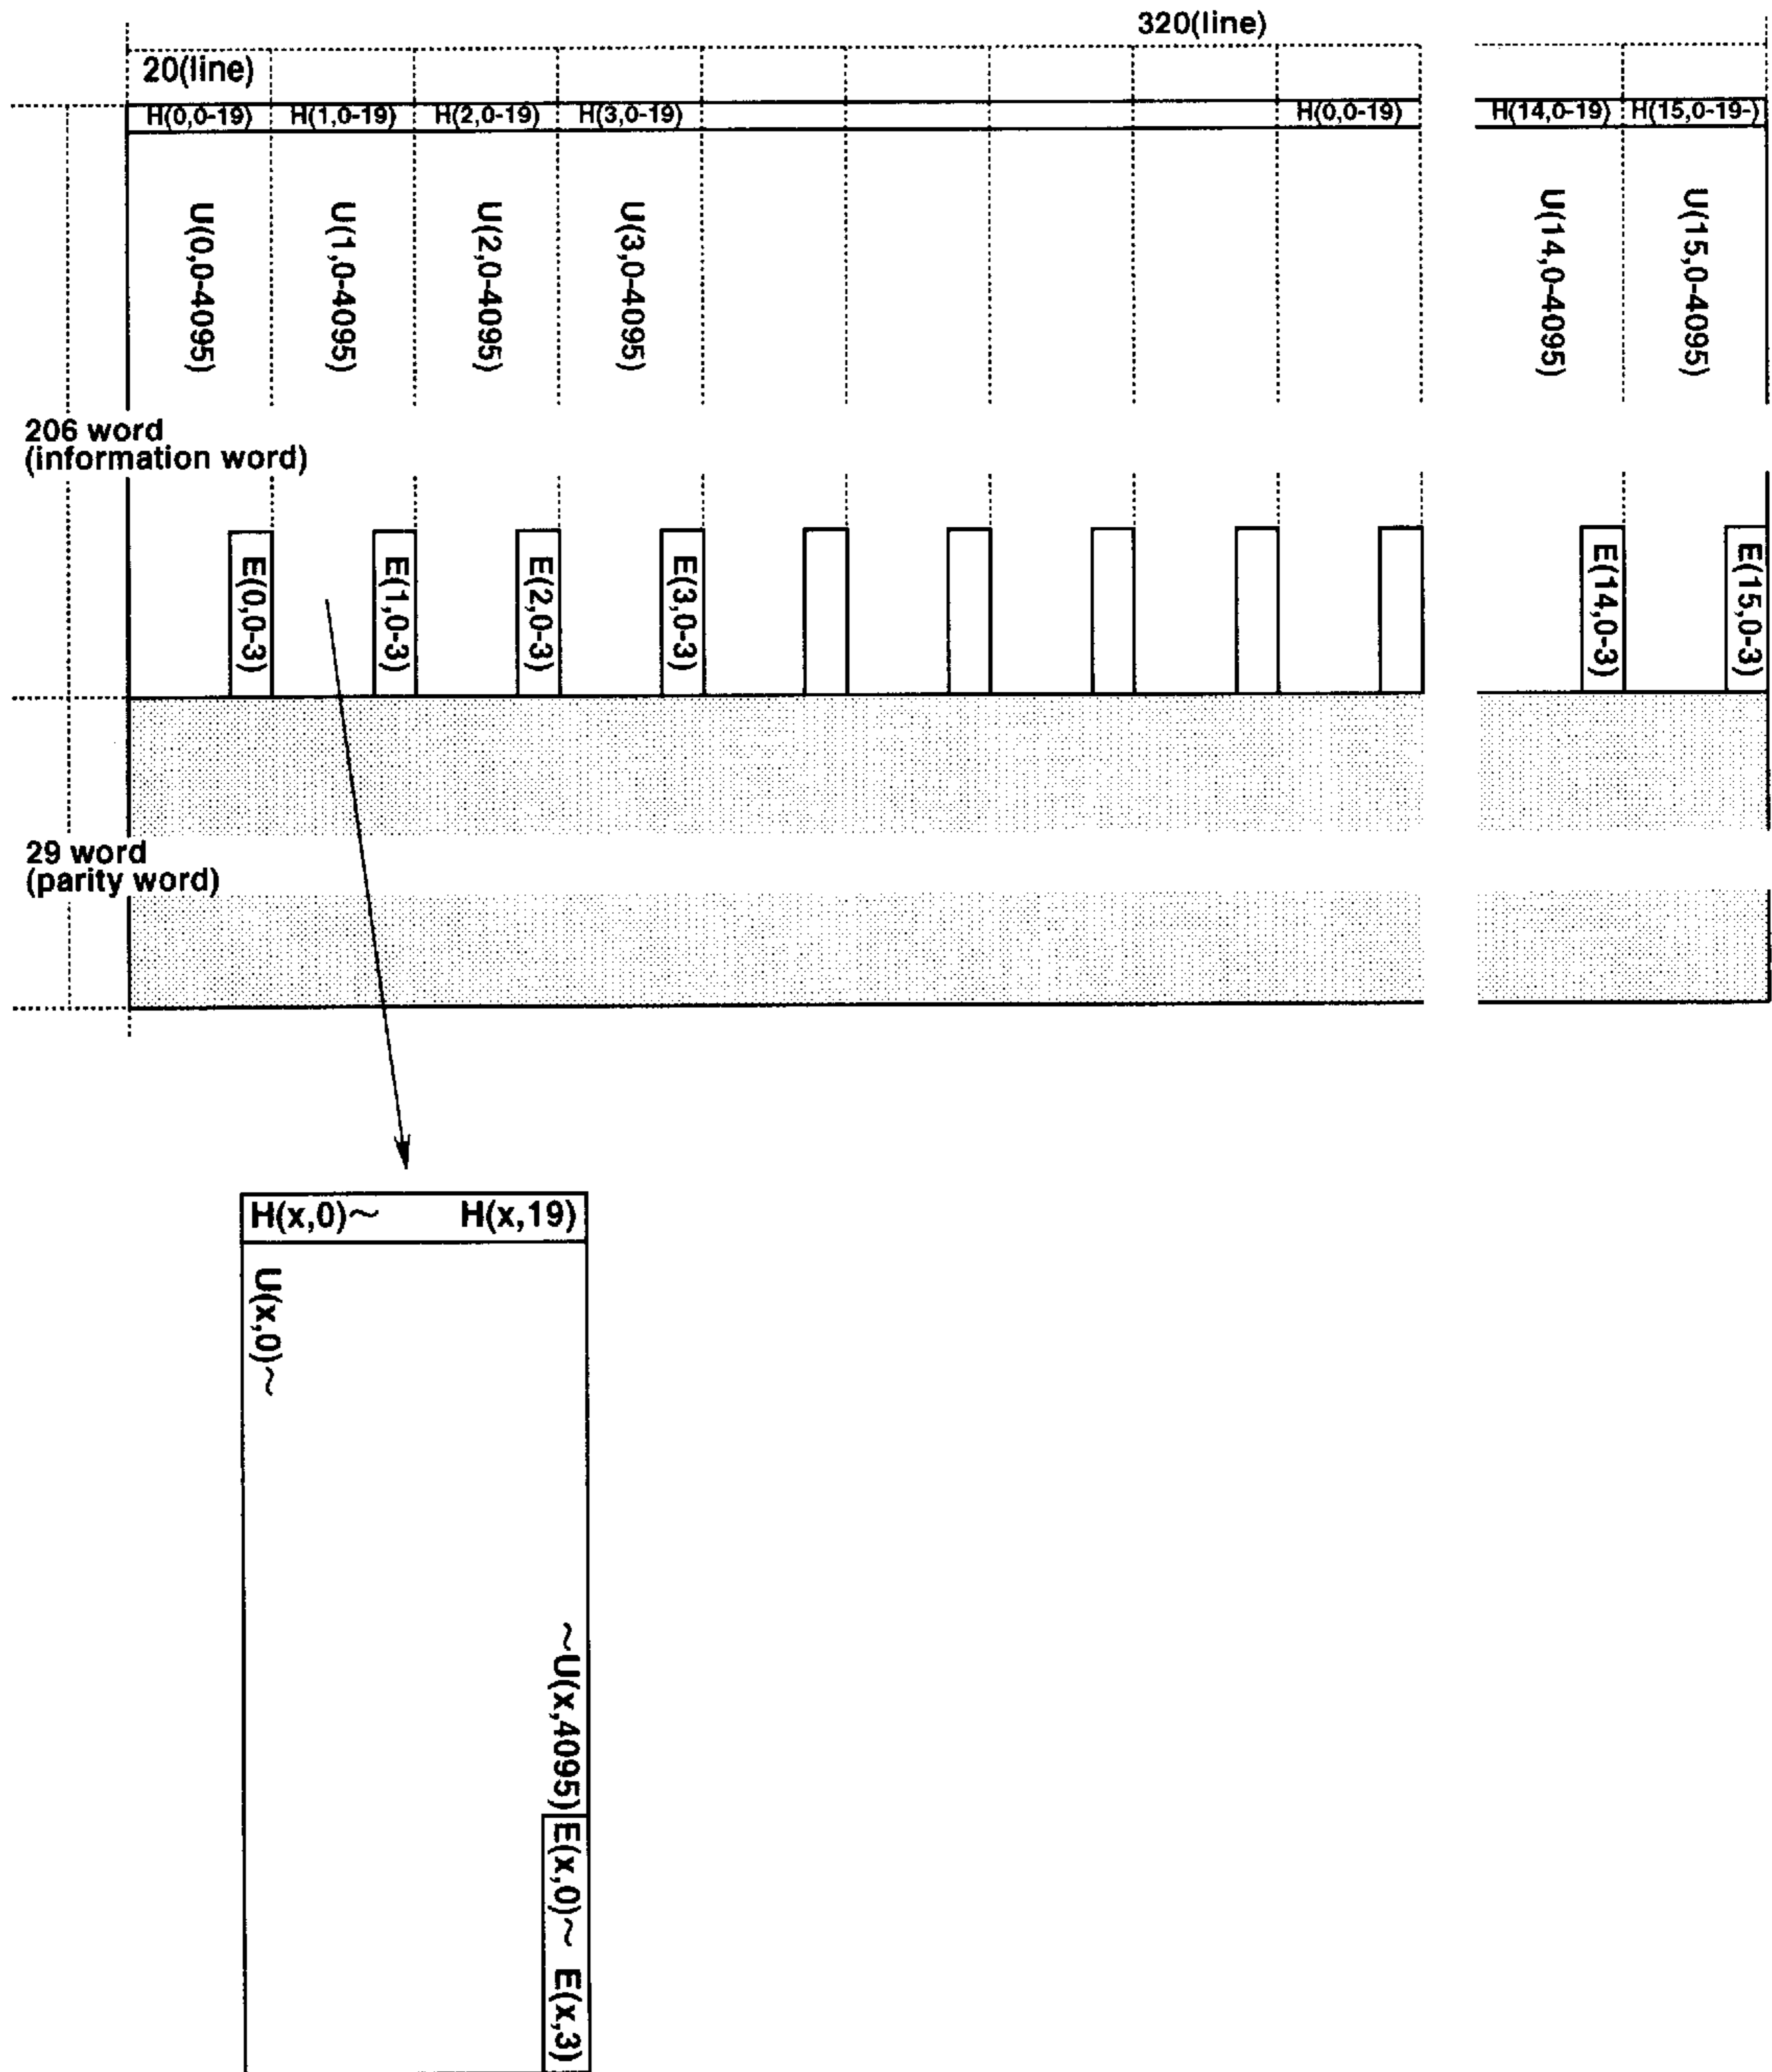 320(line)
20(line)
H(0,0-19) H(1,0-19) H(2,0-19) H(3,0-19) H(0,0-19) H(14,0-19) H(15,0-19-)
U(0,0-4095)
U(1,0-4095)
U(2,0-4095)
U(3,0-4095)
U(14,0-4095)
U(15,0-4095)
206 word
(information word)
E(0,0-3)
E(1,0-3)
E(2,0-3)
E(3,0-3)
E(14,0-3)
E(15,0-3)
29 word
(parity word)
H(x,0)~ H(x,19)
U(x,0)~
~U(x,4095)
E(x,0)~ E(x,3)